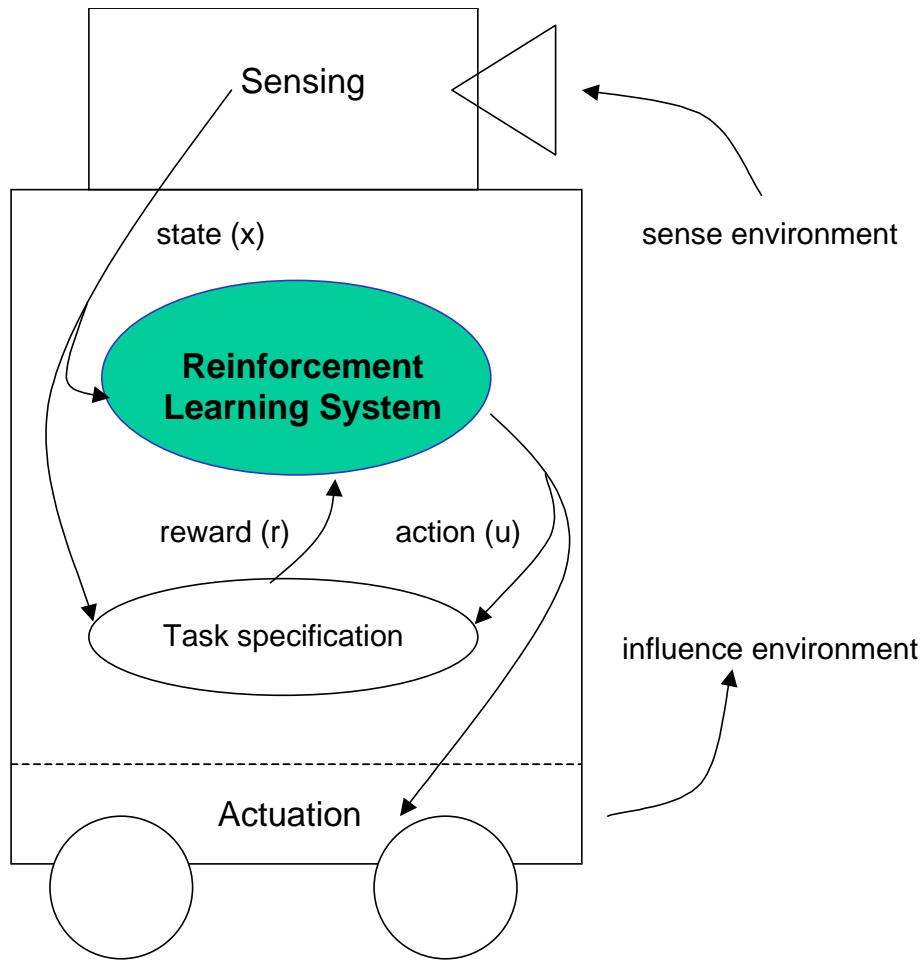 Sensing
state (x)
sense environment
Reinforcement
Learning System
reward (r)
action (u)
Task specification
influence environment
Actuation